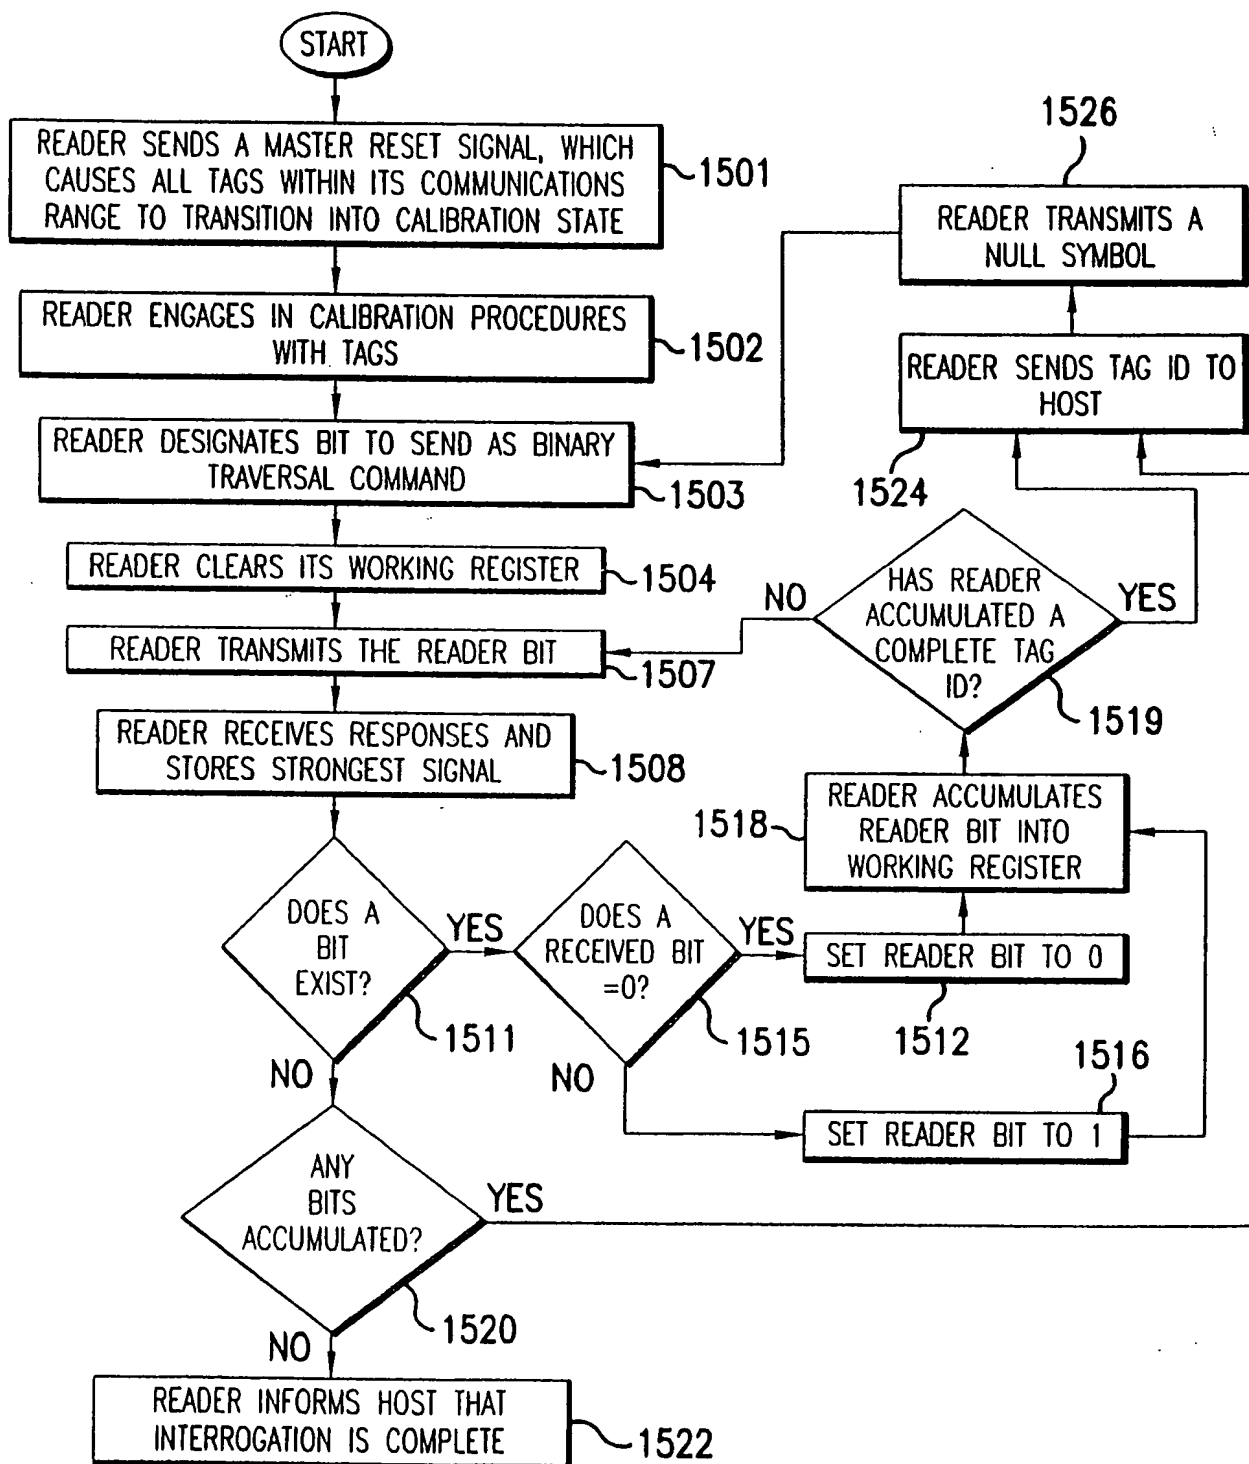 START
READER SENDS A MASTER RESET SIGNAL, WHICH
CAUSES ALL TAGS WITHIN ITS COMMUNICATIONS
RANGE TO TRANSITION INTO CALIBRATION STATE
1501
READER ENGAGES IN CALIBRATION PROCEDURES
WITH TAGS
1502
READER DESIGNATES BIT TO SEND AS BINARY
TRAVERSAL COMMAND
1503
READER CLEARS ITS WORKING REGISTER
1504
READER TRANSMITS THE READER BIT
1507
READER RECEIVES RESPONSES AND
STORES STRONGEST SIGNAL
1508
DOES A
BIT
EXIST?
1511
YES
NO
DOES A
RECEIVED BIT
=0?
1515
YES
NO
SET READER BIT TO 0
1512
SET READER BIT TO 1
1516
READER ACCUMULATES
READER BIT INTO
WORKING REGISTER
1518
HAS READER
ACCUMULATED A
COMPLETE TAG
ID?
1519
NO
YES
READER SENDS TAG ID TO
HOST
1524
READER TRANSMITS A
NULL SYMBOL
1526
ANY
BITS
ACCUMULATED?
1520
YES
NO
READER INFORMS HOST THAT
INTERROGATION IS COMPLETE
1522